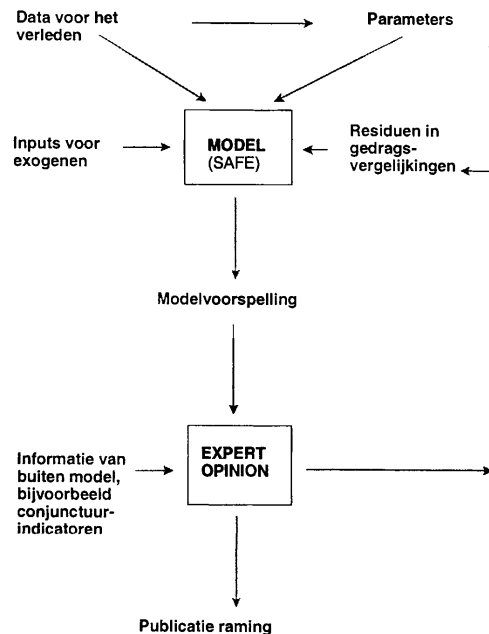 Data voor het
verleden
Parameters
Inputs voor
exogenen
MODEL
(SAFE)
Residuen in
gedrags-
vergelijkingen
Modelvoorspelling
Informatie van
buiten model,
bijvoorbeeld
conjunctuur-
indicatoren
EXPERT
OPINION
Publicatie raming